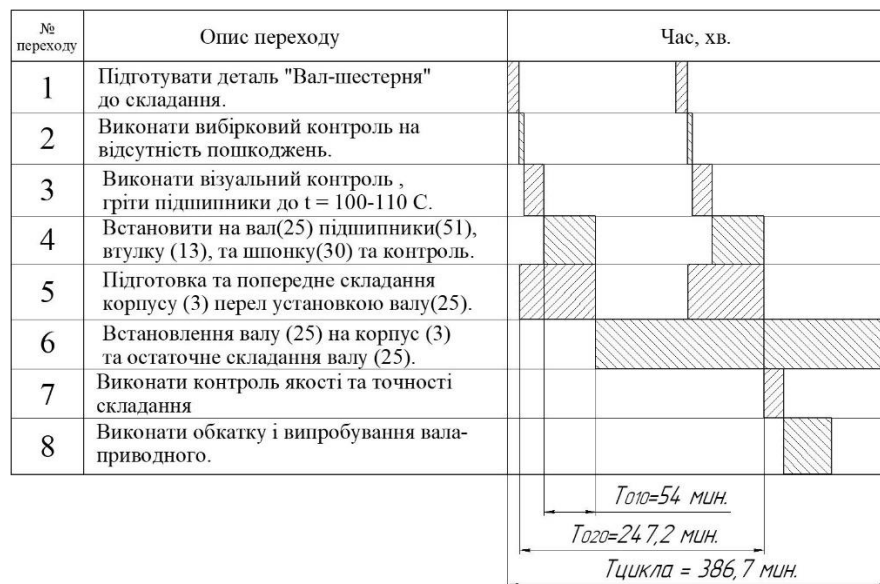 №
переходу
Опис переходу
Час, хв.
1
Підготувати деталь "Вал-шестерня"
до складання.
2
Виконати вибірковий контроль на
відсутність пошкоджень.
3
Виконати візуальний контроль ,
гріти підшипники до t = 100-110 С.
4
Встановити на вал(25) підшипники(51),
втулку (13), та шпонку(30) та контроль.
5
Підготовка та попереднє складання
корпусу (3) перел установкою валу(25).
6
Встановлення валу (25) на корпус (3)
та остаточне складання валу (25).
7
Виконати контроль якості та точності
складання
8
Виконати обкатку і випробування вала-
приводного.
Т010=54 мин.
Т020=247,2 мин.
Тцикла = 386,7 мин.